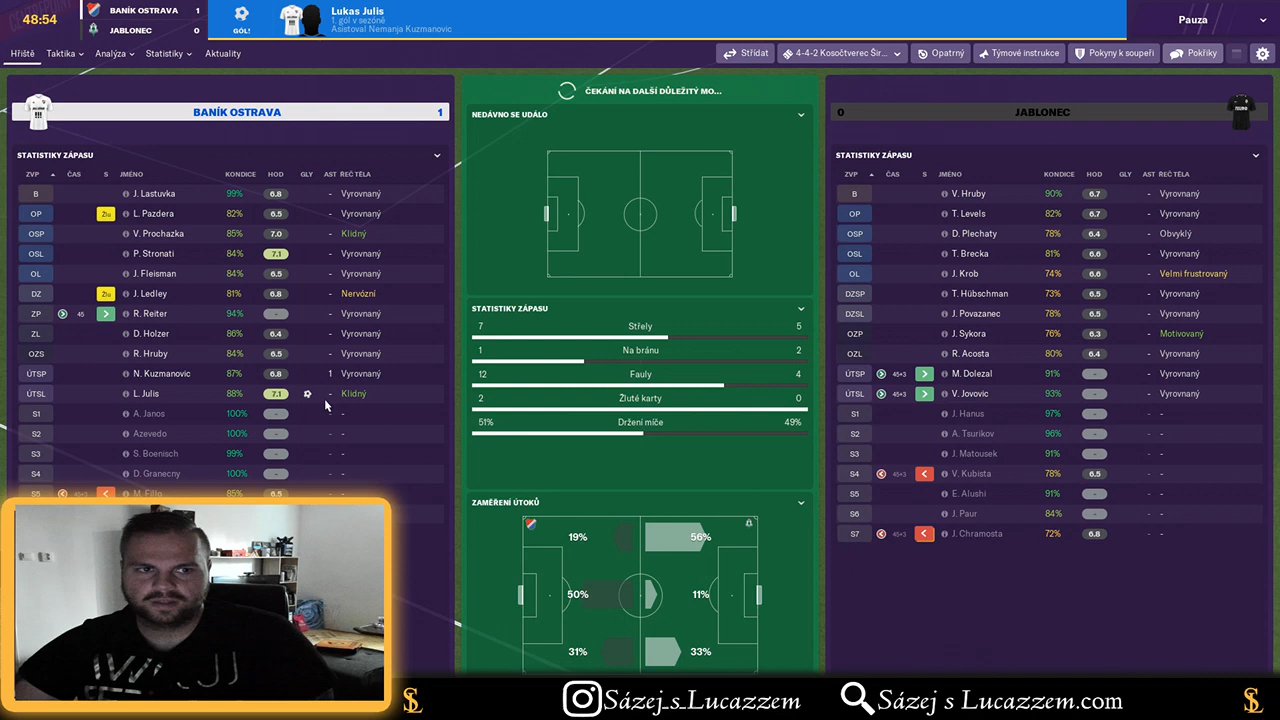 48:54
BANÍK OSTRAVA 1
JABLONEC 0
GÓL!
Lukas Julis
1. gól v sezóně
Asistoval Nemanja Kuzmanovic
Pauza
Hřiště Taktika Analýza Statistiky Aktuality
Střídat 4-4-2 Kosočtverec Šir... Opatrný Týmové instrukce Pokyny k soupeři Pokřiky
BANÍK OSTRAVA 1
STATISTIKY ZÁPASU
ZVP ČAS S JMÉNO KONDICE HOD GLY AST ŘEČ TĚLA
B J. Lastuvka 99% 6.8 - Vyrovnaný
OP Žlu L. Pazdera 82% 6.5 - Vyrovnaný
OSP V. Prochazka 85% 7.0 - Klidný
OSL P. Stronati 84% 7.1 - Vyrovnaný
OL J. Fleisman 84% 6.5 - Vyrovnaný
DZ Žlu J. Ledley 81% 6.8 - Nervózní
ZP 45 R. Reiter 94% - - Vyrovnaný
ZL D. Holzer 86% 6.4 - Vyrovnaný
OZS R. Hruby 84% 6.5 - Vyrovnaný
ÚTSP N. Kuzmanovic 87% 6.8 1 Vyrovnaný
ÚTSL L. Julis 88% 7.1 - Klidný
S1 A. Janos 100% - - -
S2 Azevedo 100% - - -
S3 S. Boenisch 99% - - -
S4 D. Granecny 100% - - -
S5 45+3 M. Fillo 85% 6.5 - -
ČEKÁNÍ NA DALŠÍ DŮLEŽITÝ MO...
NEDÁVNO SE UDÁLO
STATISTIKY ZÁPASU
7 Střely 5
1 Na bránu 2
12 Fauly 4
2 Žluté karty 0
51% Držení míče 49%
ZAMĚŘENÍ ÚTOKŮ
19% 56%
50% 11%
31% 33%
0 JABLONEC
STATISTIKY ZÁPASU
ZVP ČAS S JMÉNO KONDICE HOD GLY AST ŘEČ TĚLA
B V. Hruby 90% 6.7 - Vyrovnaný
OP T. Levels 82% 6.7 - Vyrovnaný
OSP D. Plechaty 78% 6.4 - Obvyklý
OSL T. Brecka 81% 6.6 - Vyrovnaný
OL J. Krob 74% 6.6 - Velmi frustrovaný
DZSP T. Hübschman 73% 6.5 - Vyrovnaný
DZSL J. Povazanec 78% 6.5 - Vyrovnaný
OZP J. Sykora 76% 6.3 - Motivovaný
OZL R. Acosta 80% 6.4 - Vyrovnaný
ÚTSP 45+3 M. Dolezal 91% - - Vyrovnaný
ÚTSL 45+3 V. Jovovic 93% - - Vyrovnaný
S1 J. Hanus 97% - - -
S2 A. Tsurikov 96% - - -
S3 J. Matousek 91% - - -
S4 45+3 V. Kubista 78% 6.5 - -
S5 E. Alushi 91% - - -
S6 J. Paur 84% - - -
S7 45+3 J. Chramosta 72% 6.8 - -
Sázej_s_Lucazzem Sázej s Lucazzem.com